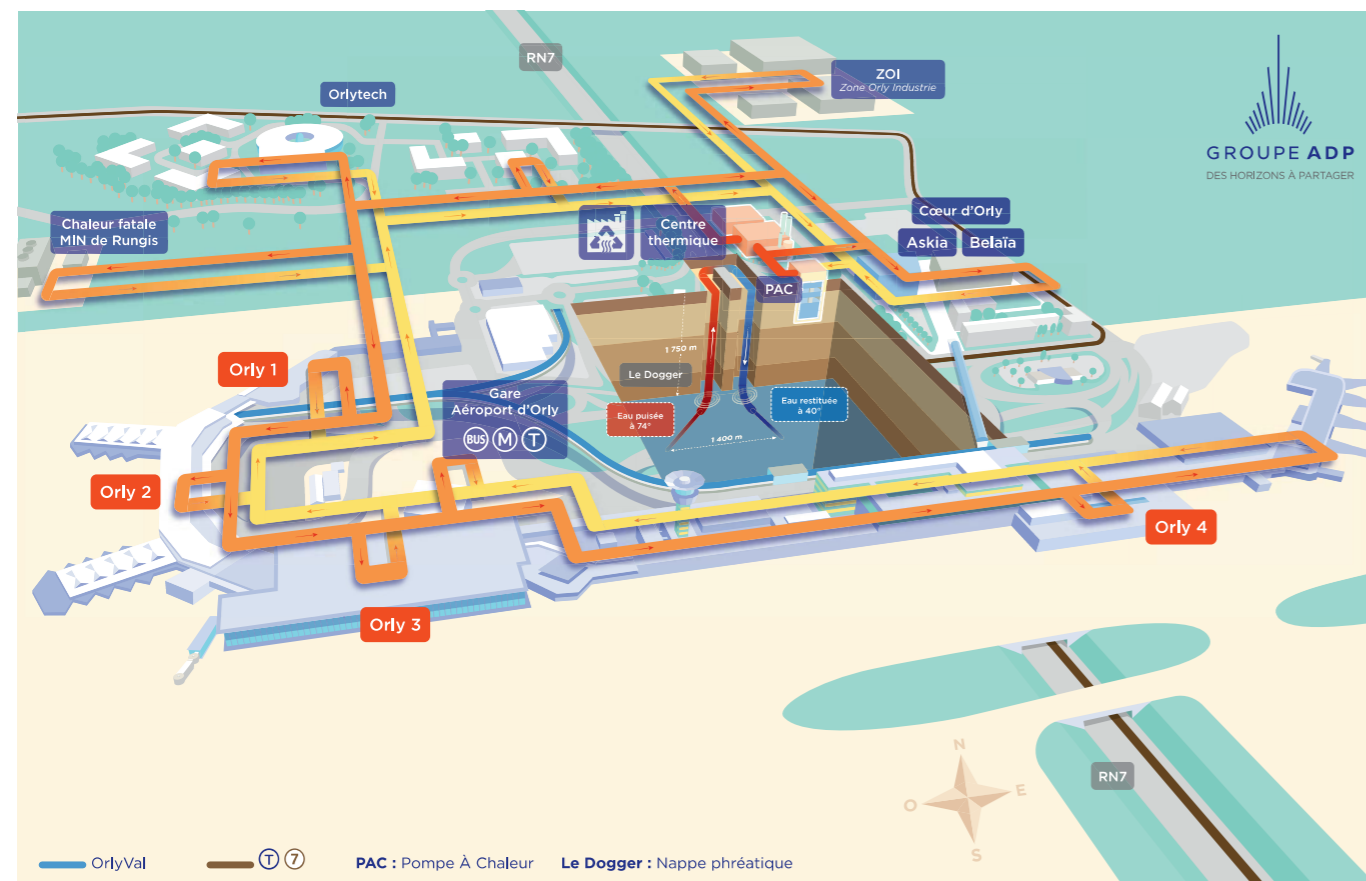 RN7
ZOI
Zone Orly Industrie
Orlytech
GROUPE ADP
DES HORIZONS À PARTAGER
Chaleur fatale
MIN de Rungis
Centre
thermique
Cœur d'Orly
Askia
Belaïa
PAC
1 750 m
Le Dogger
Orly 1
Gare
Aéroport d'Orly
BUS M T
Eau puisée
à 74°
Eau restituée
à 40°
1 400 m
Orly 2
Orly 4
Orly 3
N
O
E
S
RN7
OrlyVal
T 7
PAC : Pompe À Chaleur
Le Dogger : Nappe phréatique